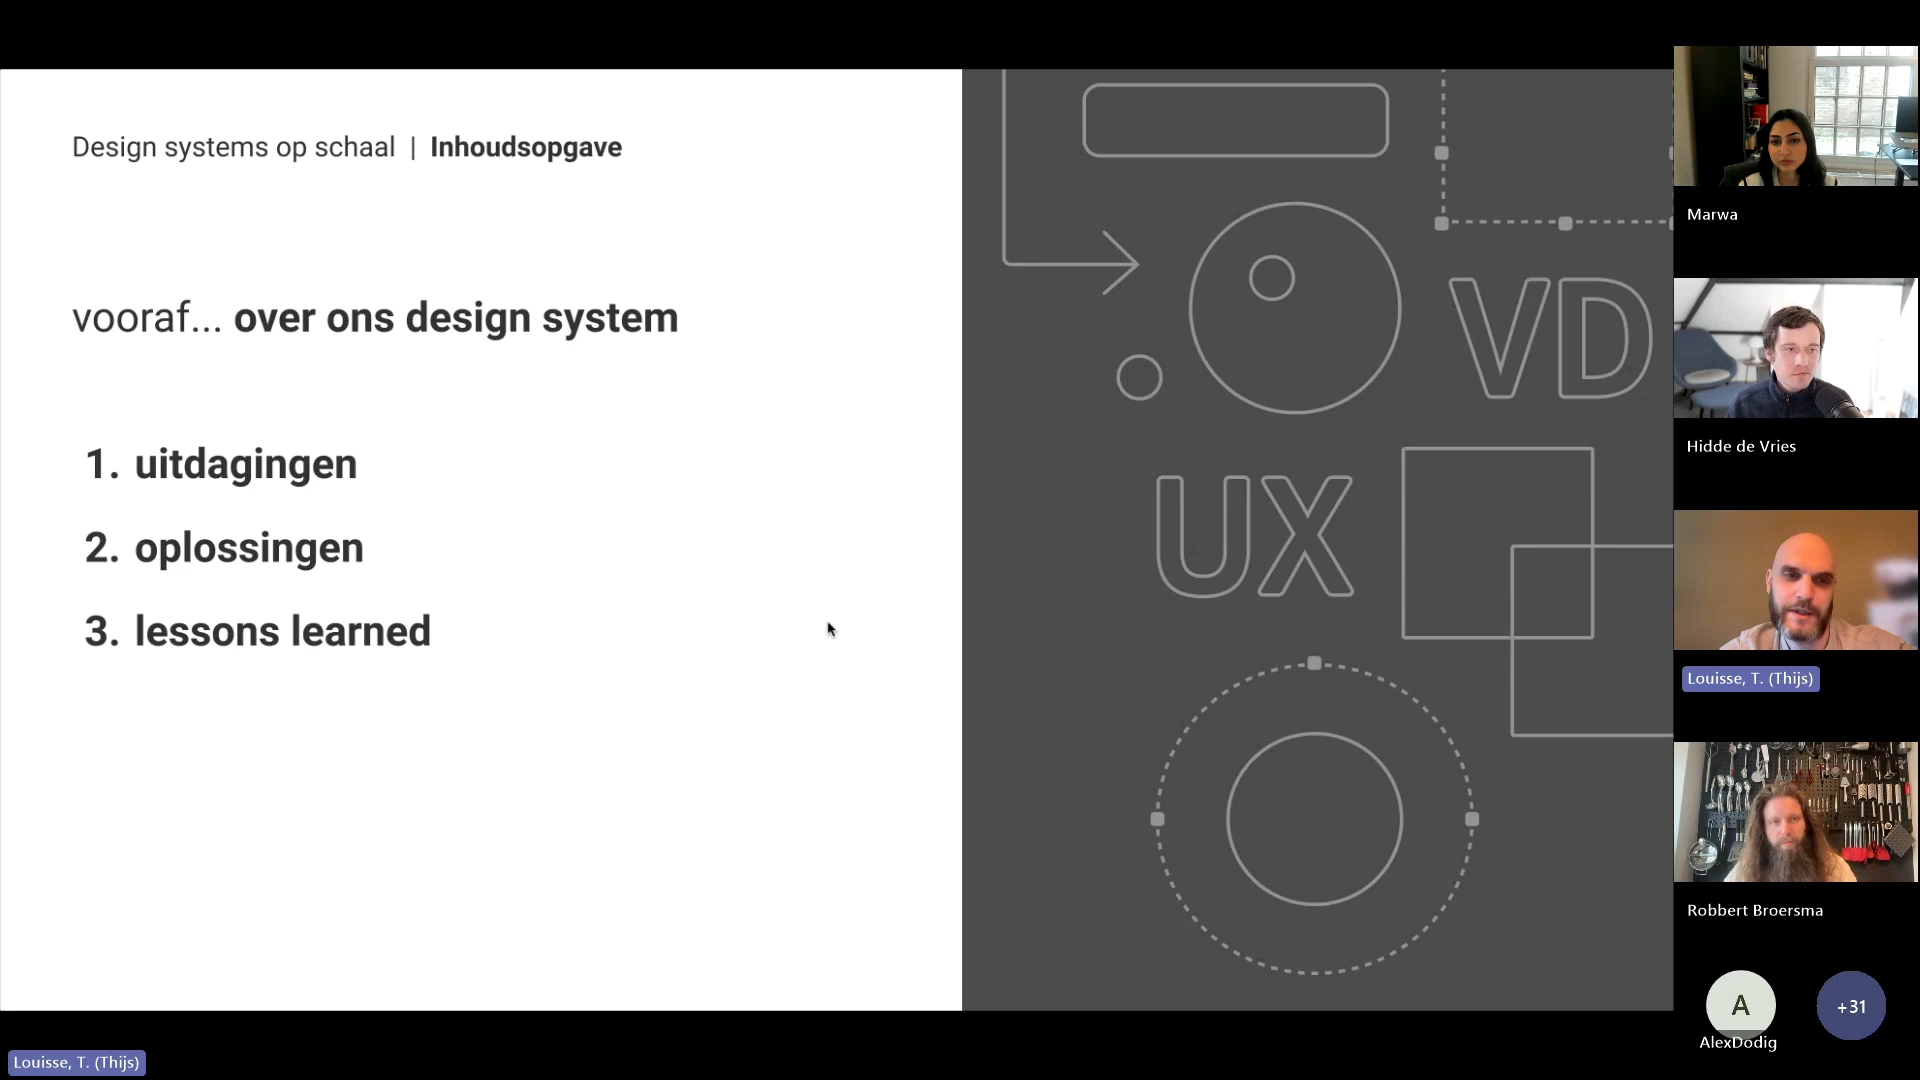 Design systems op schaal | Inhoudsopgave
vooraf... over ons design system
1. uitdagingen
2. oplossingen
3. lessons learned
VD
UX
Marwa
Hidde de Vries
Louisse, T. (Thijs)
Robbert Broersma
A
AlexDodig
+31
Louisse, T. (Thijs)